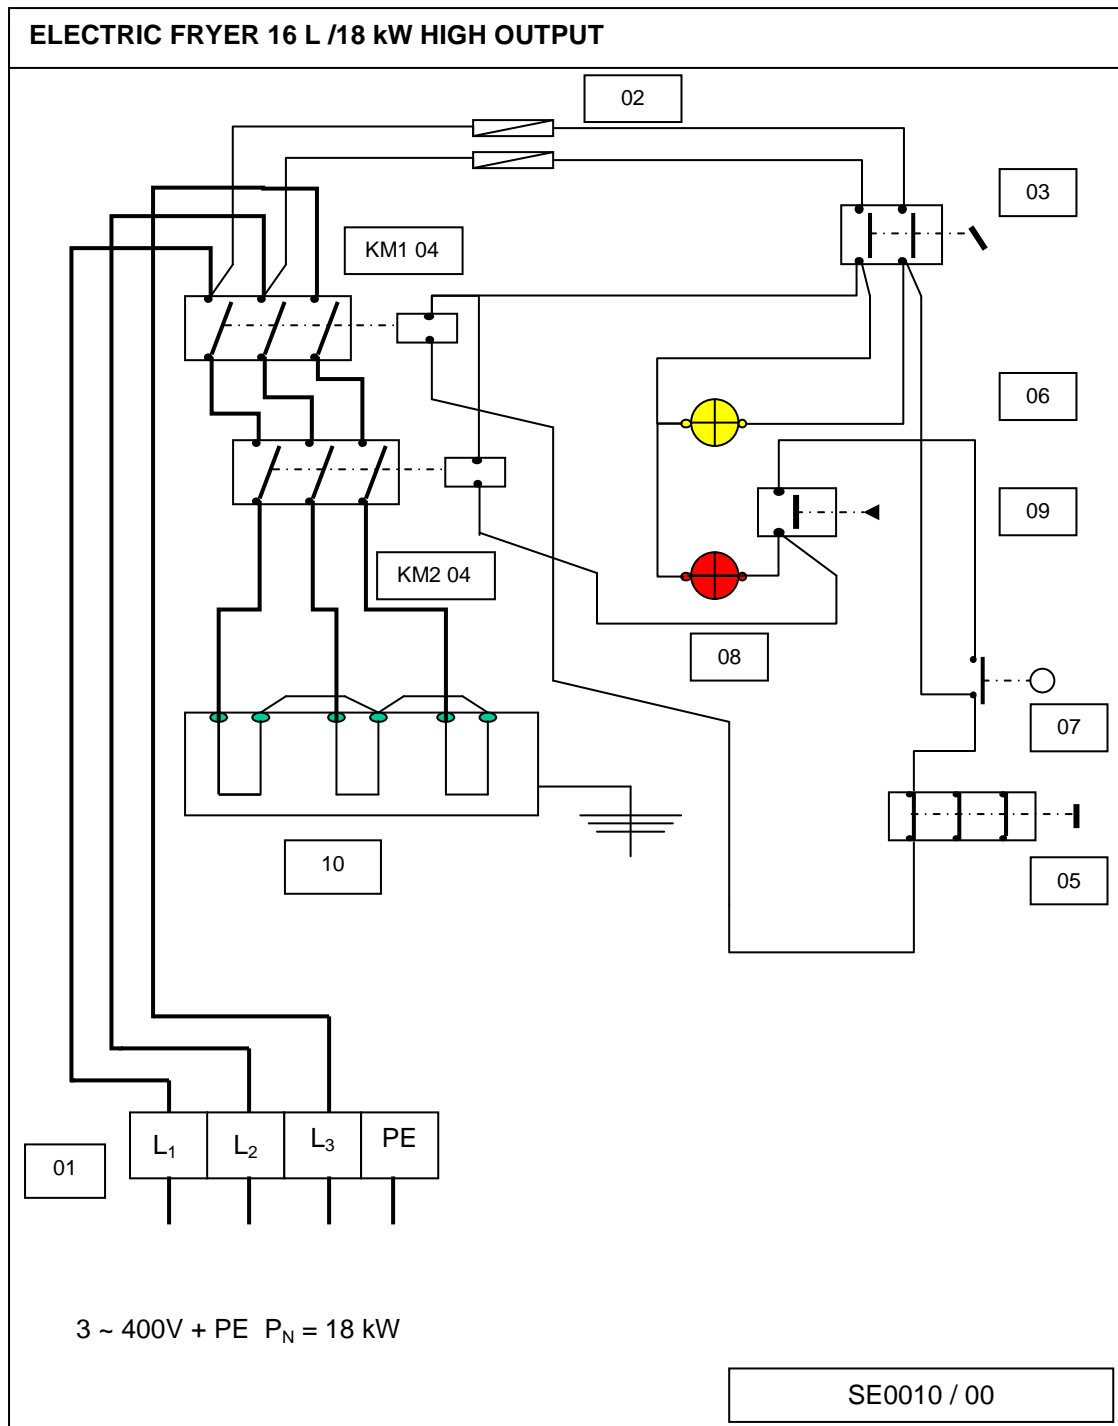 ELECTRIC FRYER 16 L /18 kW HIGH OUTPUT
02
03
KM1 04
06
09
KM2 04
08
07
10
05
01
L₁ L₂ L₃ PE
3 ~ 400V + PE P_N = 18 kW
SE0010 / 00